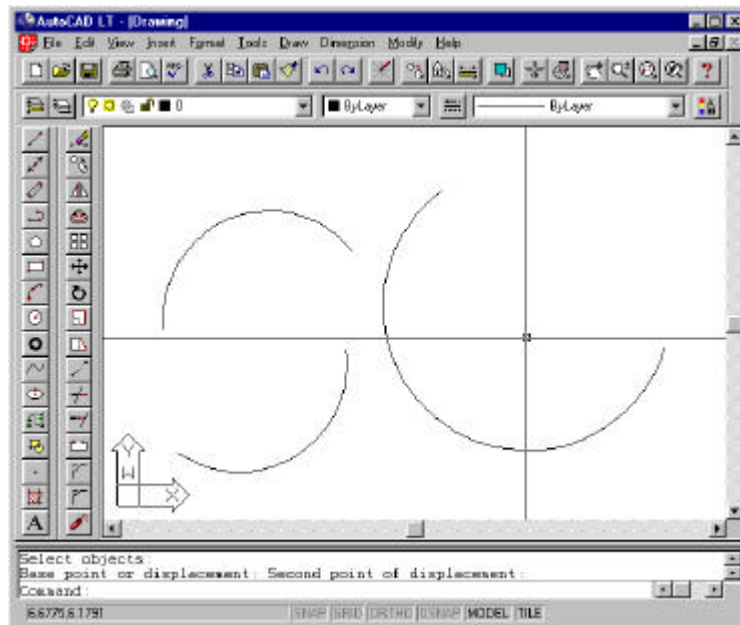 AutoCAD LT - [Drawing]
File Edit View Insert Format Tools Draw Dimension Modify Help
0 ByLayer ByLayer
A
Y
W
X
Select objects:
Base point or displacement: Second point of displacement:
Command:
6.6775,6.1791 SNAP GRID ORTHO OSNAP MODEL TILE